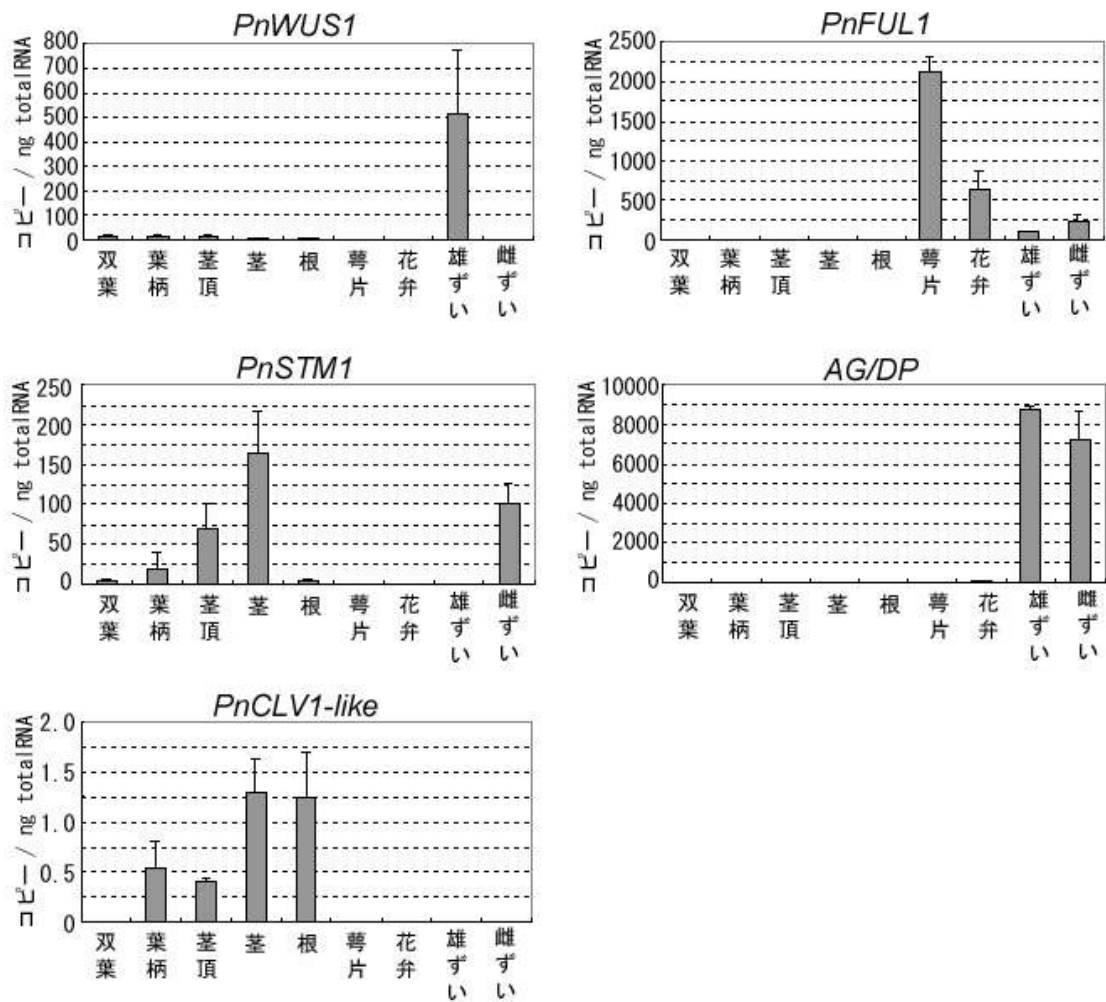 PnWUS1
コピー / ng totalRNA
800
700
600
500
400
300
200
100
0
双葉
葉柄
茎頂
茎
根
萼片
花弁
雄ずい
雌ずい
PnFUL1
コピー / ng totalRNA
2500
2000
1500
1000
500
0
双葉
葉柄
茎頂
茎
根
萼片
花弁
雄ずい
雌ずい
PnSTM1
コピー / ng totalRNA
250
200
150
100
50
0
双葉
葉柄
茎頂
茎
根
萼片
花弁
雄ずい
雌ずい
AG/DP
コピー / ng totalRNA
10000
8000
6000
4000
2000
0
双葉
葉柄
茎頂
茎
根
萼片
花弁
雄ずい
雌ずい
PnCLV1-like
コピー / ng totalRNA
2.0
1.5
1.0
0.5
0
双葉
葉柄
茎頂
茎
根
萼片
花弁
雄ずい
雌ずい